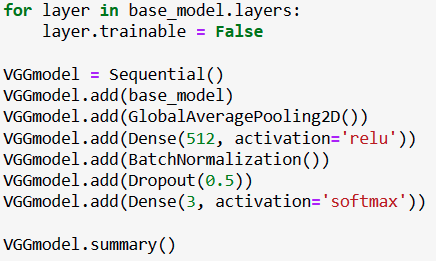 for layer in base_model.layers:
    layer.trainable = False

VGGmodel = Sequential()
VGGmodel.add(base_model)
VGGmodel.add(GlobalAveragePooling2D())
VGGmodel.add(Dense(512, activation='relu'))
VGGmodel.add(BatchNormalization())
VGGmodel.add(Dropout(0.5))
VGGmodel.add(Dense(3, activation='softmax'))

VGGmodel.summary()